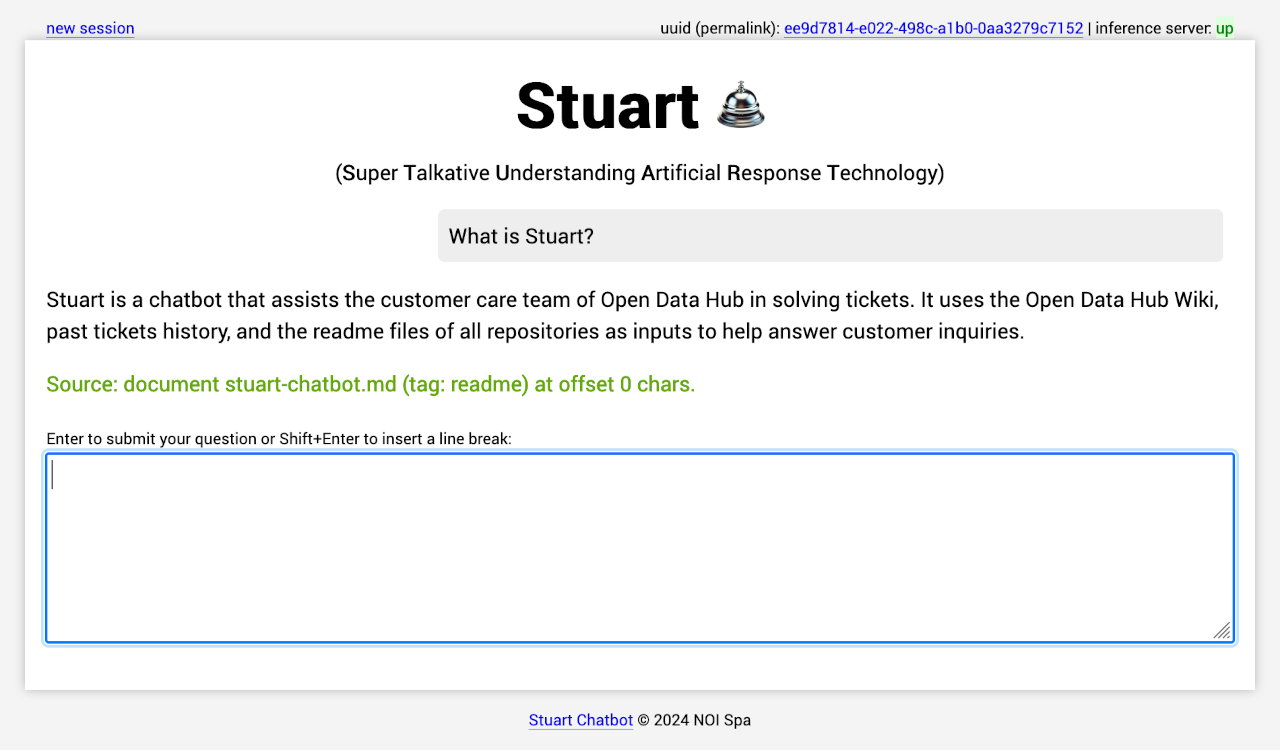 new session
uuid (permalink): ee9d7814-e022-498c-a1b0-0aa3279c7152 | inference server: up
Stuart
(Super Talkative Understanding Artificial Response Technology)
What is Stuart?
Stuart is a chatbot that assists the customer care team of Open Data Hub in solving tickets. It uses the Open Data Hub Wiki,
past tickets history, and the readme files of all repositories as inputs to help answer customer inquiries.
Source: document stuart-chatbot.md (tag: readme) at offset 0 chars.
Enter to submit your question or Shift+Enter to insert a line break:
Stuart Chatbot © 2024 NOI Spa